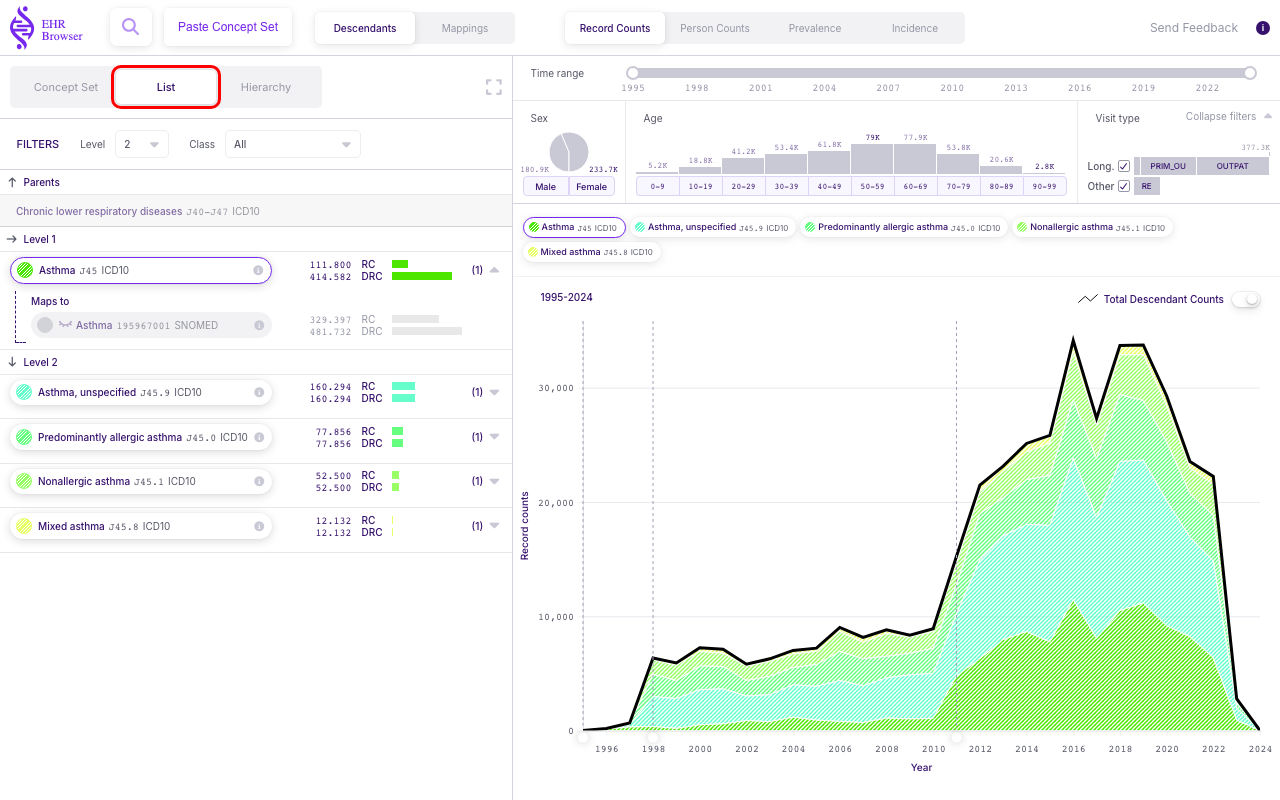 EHR Browser
Paste Concept Set
Descendants Mappings
Record Counts Person Counts Prevalence Incidence
Send Feedback
i
Concept Set List Hierarchy
FILTERS Level 2 Class All
Parents
Chronic lower respiratory diseases J40-J47 ICD10
Level 1
Asthma J45 ICD10 i
111.800 RC
414.582 DRC
(1)
Maps to
Asthma 195967001 SNOMED i
329.397 RC
481.732 DRC
Level 2
Asthma, unspecified J45.9 ICD10 i
160.294 RC
160.294 DRC
(1)
Predominantly allergic asthma J45.0 ICD10 i
77.856 RC
77.856 DRC
(1)
Nonallergic asthma J45.1 ICD10 i
52.500 RC
52.500 DRC
(1)
Mixed asthma J45.8 ICD10 i
12.132 RC
12.132 DRC
(1)
Time range
1995 1998 2001 2004 2007 2010 2013 2016 2019 2022
Sex
180.9K 233.7K
Male Female
Age
5.2K 18.8K 41.2K 53.4K 61.8K 79K 77.9K 53.8K 20.6K 2.8K
0-9 10-19 20-29 30-39 40-49 50-59 60-69 70-79 80-89 90-99
Visit type Collapse filters
377.3K
Long. PRIM_OU OUTPAT
Other RE
Asthma J45 ICD10 Asthma, unspecified J45.9 ICD10 Predominantly allergic asthma J45.0 ICD10 Nonallergic asthma J45.1 ICD10
Mixed asthma J45.8 ICD10
1995-2024
Total Descendant Counts
Record counts
30,000
20,000
10,000
0
1996 1998 2000 2002 2004 2006 2008 2010 2012 2014 2016 2018 2020 2022 2024
Year